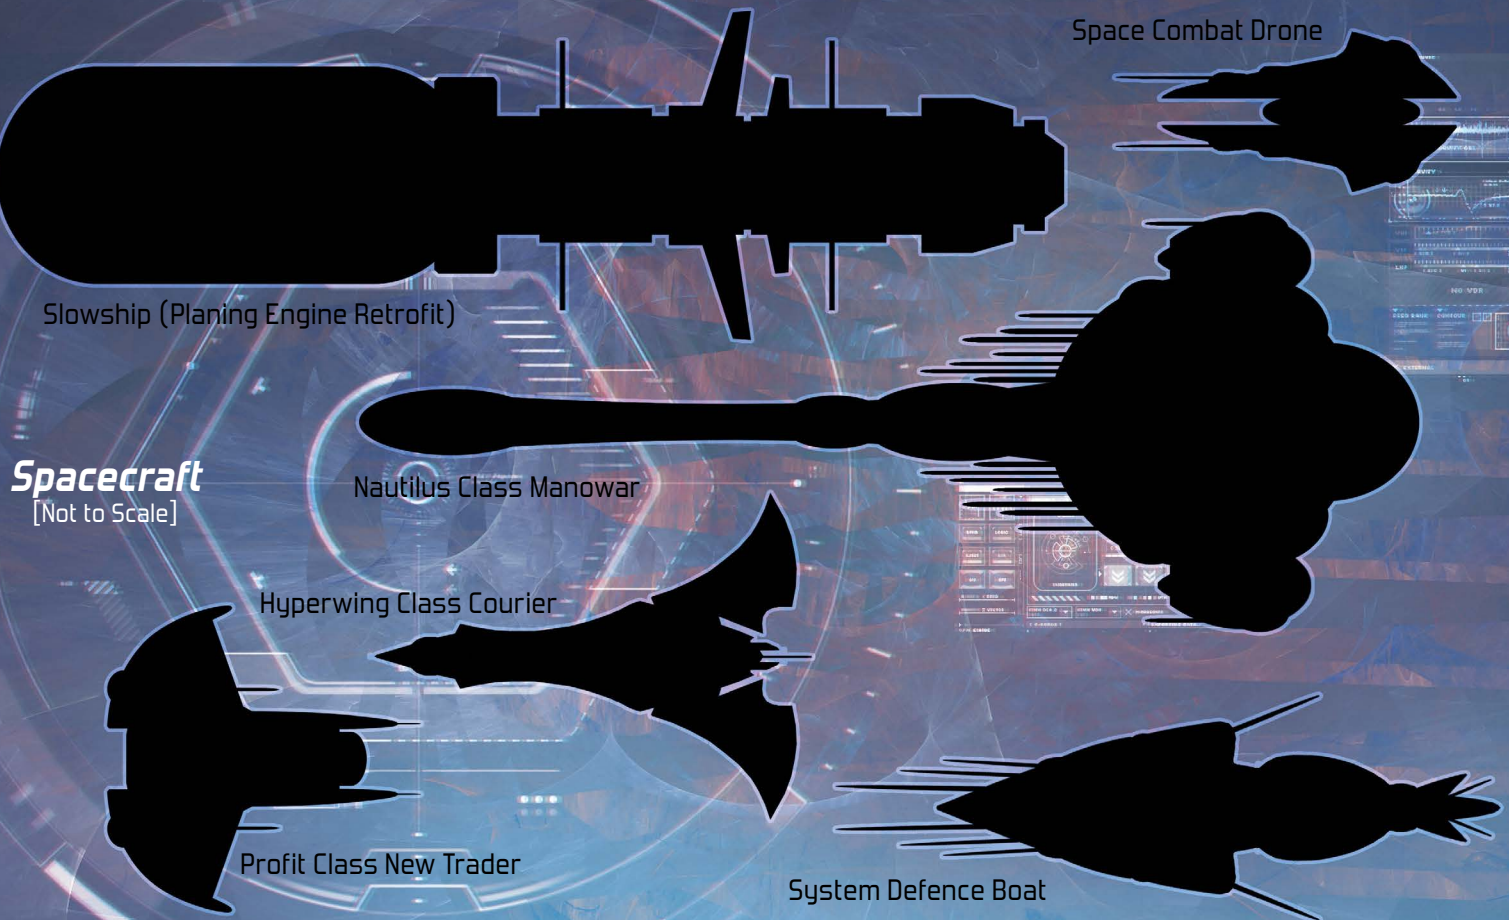 Space Combat Drone
Slowship (Planing Engine Retrofit)
Spacecraft
[Not to Scale]
Nautilus Class Manowar
Hyperwing Class Courier
Profit Class New Trader
System Defence Boat